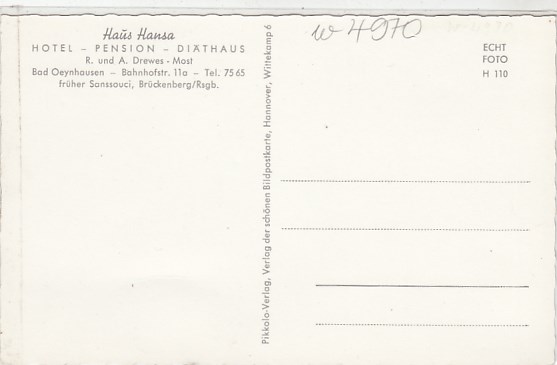 Haus Hansa
HOTEL – PENSION – DIÄTHAUS
R. und A. Drewes - Most
Bad Oeynhausen – Bahnhofstr. 11a – Tel. 7565
früher Sanssouci, Brückenberg/Rsgb.
Pikkolo-Verlag, Verlag der schönen Bildpostkarte, Hannover, Wittekamp 6
W 4970
ECHT
FOTO
H 110